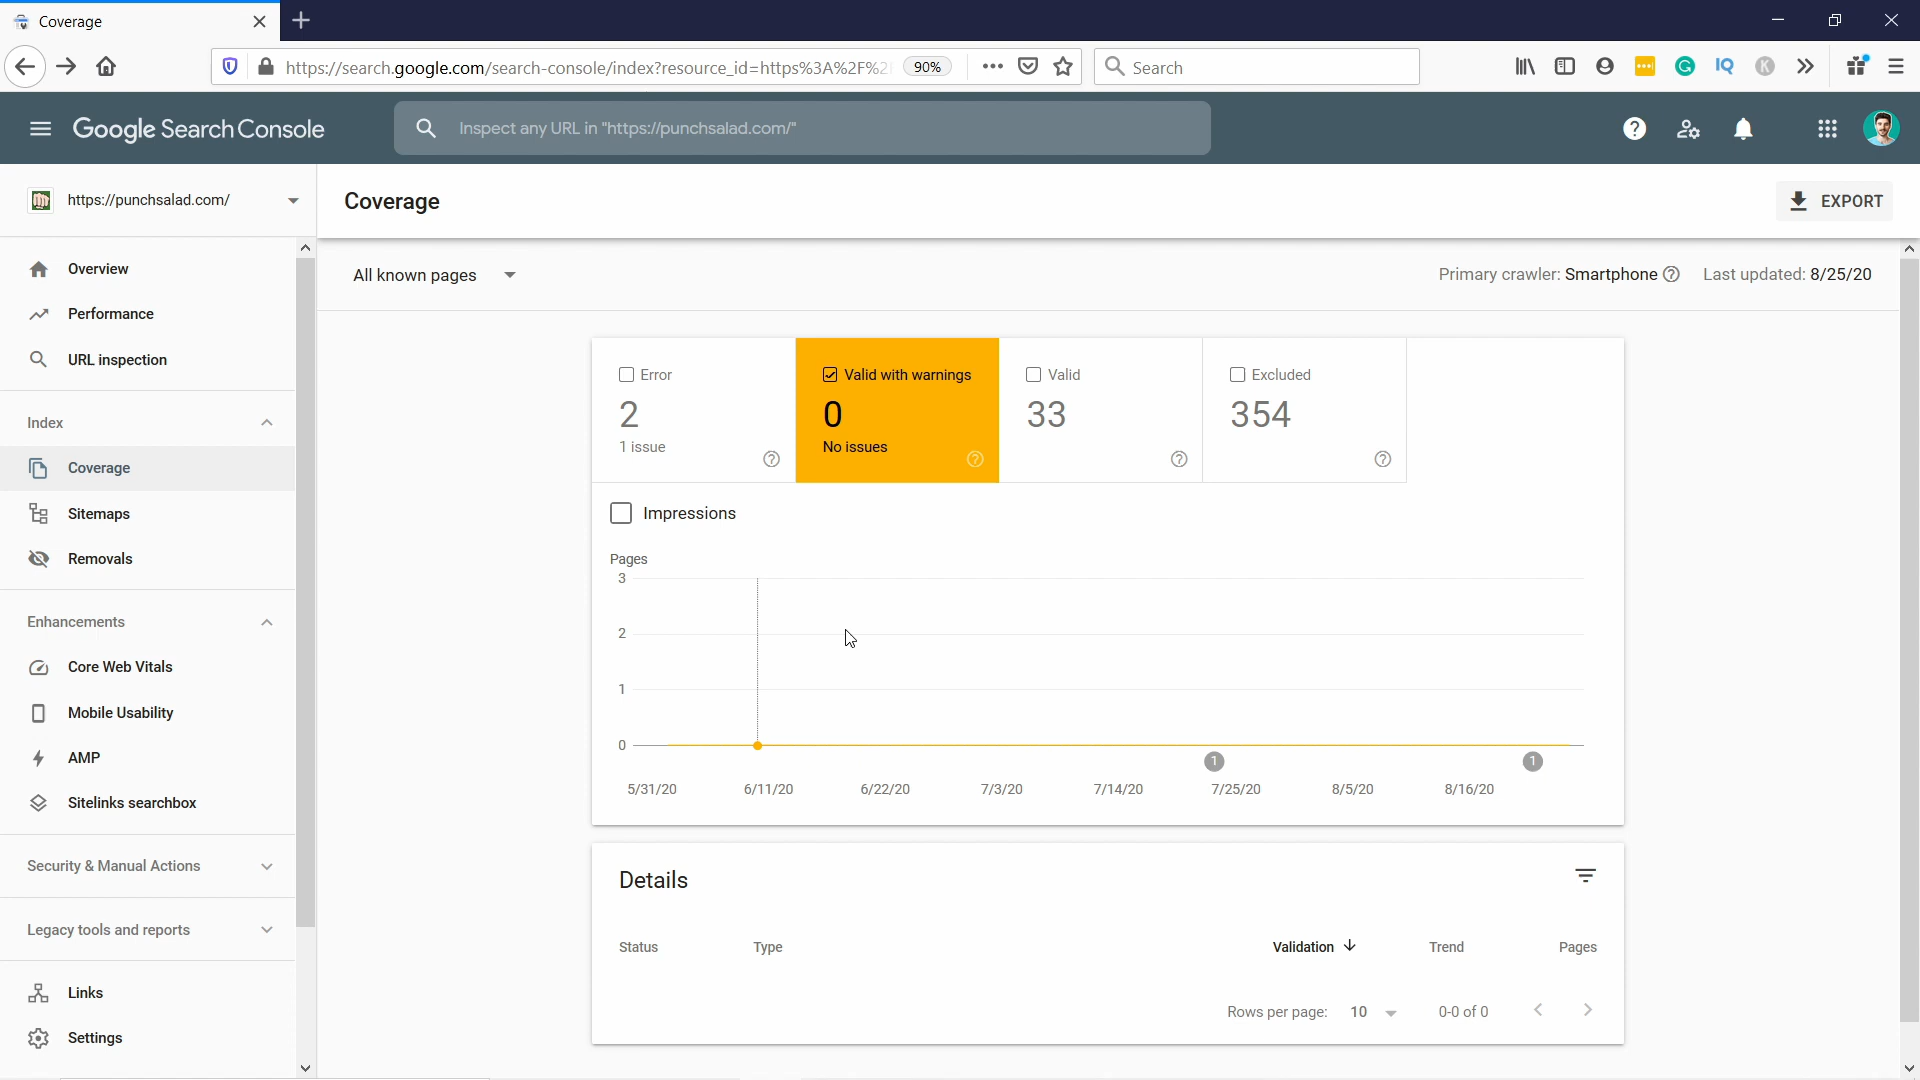 Coverage
https://search.google.com/search-console/index?resource_id=https%3A%2F%2
90%
Search
Google Search Console
Inspect any URL in "https://punchsalad.com/"
https://punchsalad.com/
Coverage
EXPORT
Overview
Performance
URL inspection
Index
Coverage
Sitemaps
Removals
Enhancements
Core Web Vitals
Mobile Usability
AMP
Sitelinks searchbox
Security & Manual Actions
Legacy tools and reports
Links
Settings
All known pages
Primary crawler: Smartphone
Last updated: 8/25/20
Error
2
1 issue
Valid with warnings
0
No issues
Valid
33
Excluded
354
Impressions
Pages
3
2
1
0
1
1
5/31/20
6/11/20
6/22/20
7/3/20
7/14/20
7/25/20
8/5/20
8/16/20
Details
Status
Type
Validation
Trend
Pages
Rows per page: 10
0-0 of 0